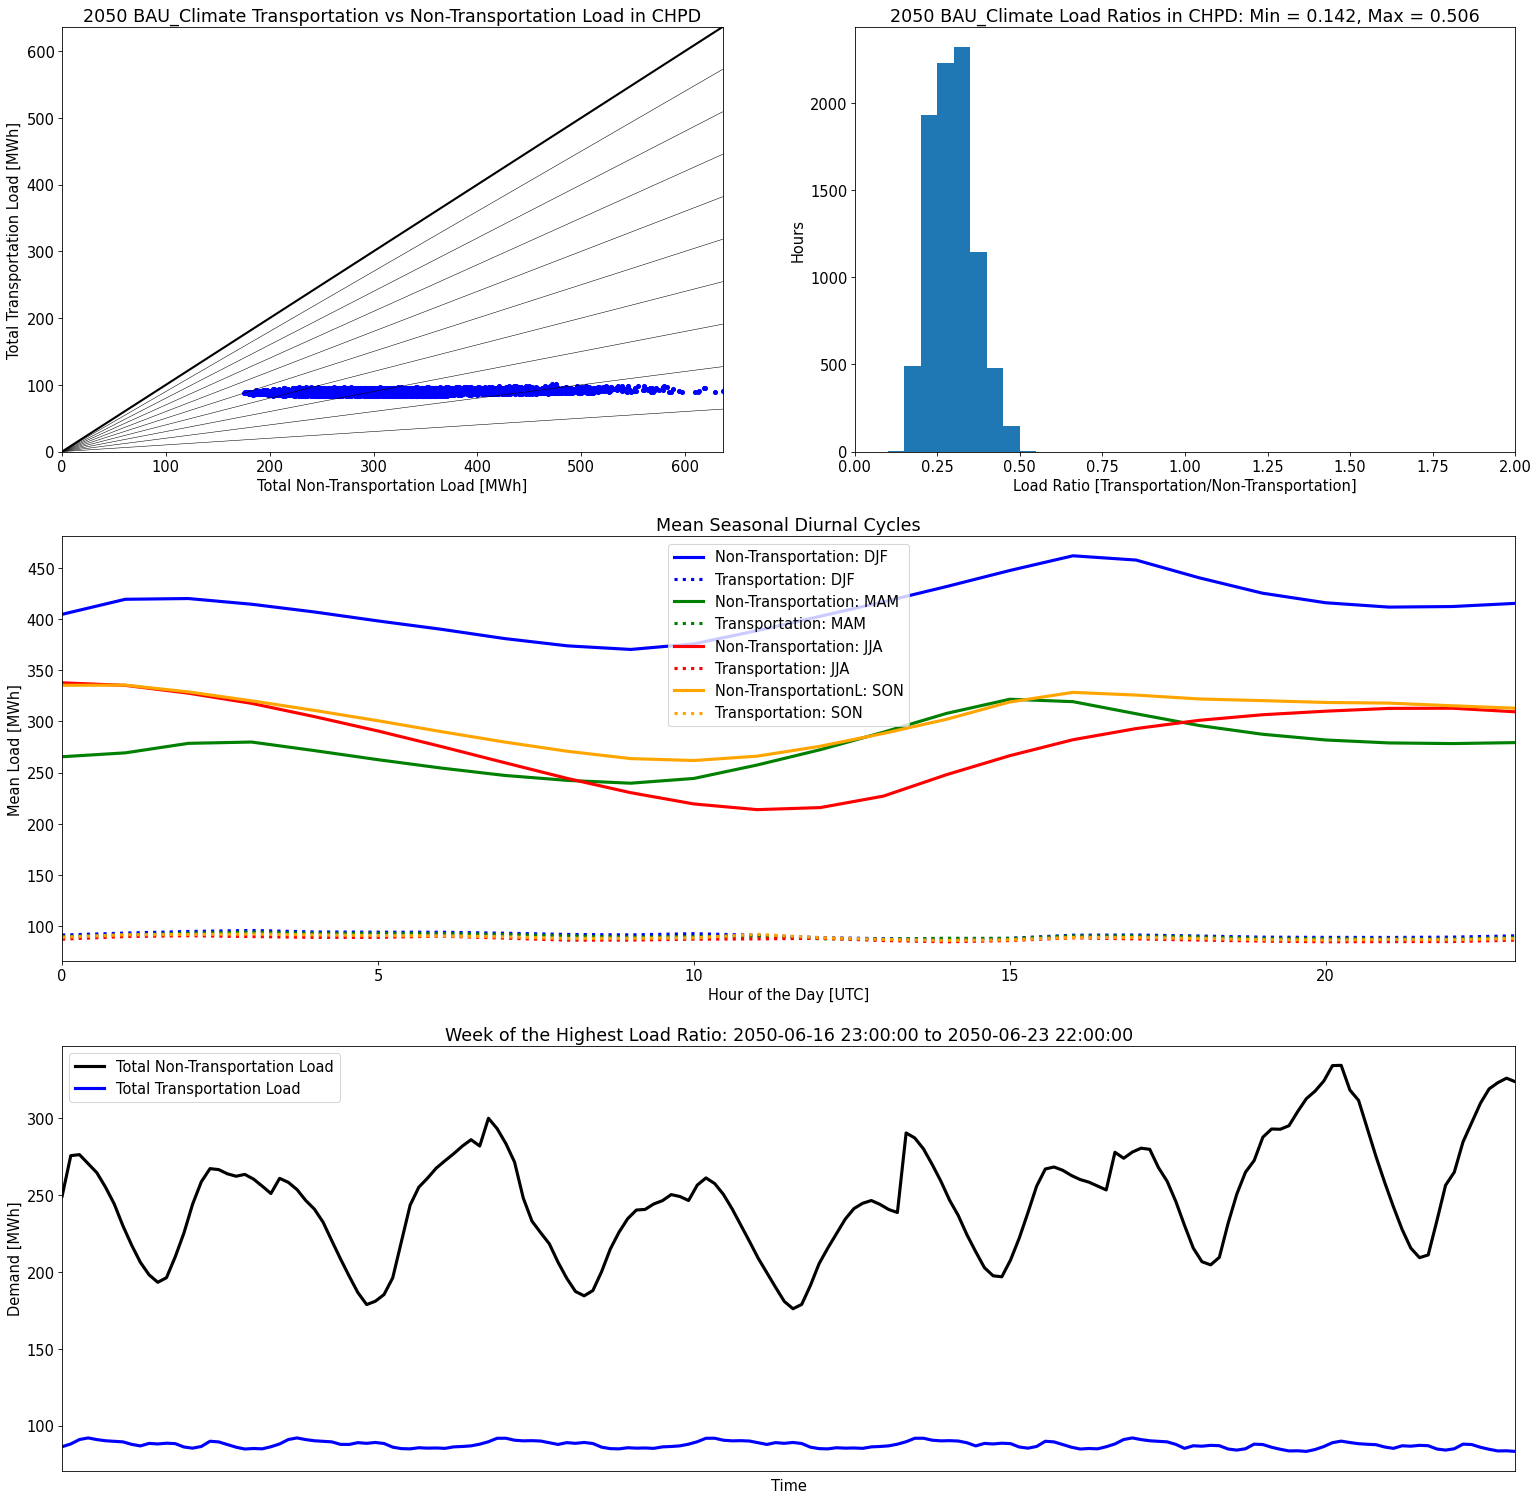 2050 BAU_Climate Transportation vs Non-Transportation Load in CHPD
600
500
400
300
200
100
0
Total Transportation Load [MWh]
0 100 200 300 400 500 600
Total Non-Transportation Load [MWh]
2050 BAU_Climate Load Ratios in CHPD: Min = 0.142, Max = 0.506
2000
1500
1000
500
0
Hours
0.00 0.25 0.50 0.75 1.00 1.25 1.50 1.75 2.00
Load Ratio [Transportation/Non-Transportation]
Mean Seasonal Diurnal Cycles
Non-Transportation: DJF
Transportation: DJF
Non-Transportation: MAM
Transportation: MAM
Non-Transportation: JJA
Transportation: JJA
Non-TransportationL: SON
Transportation: SON
450
400
350
300
250
200
150
100
Mean Load [MWh]
0 5 10 15 20
Hour of the Day [UTC]
Week of the Highest Load Ratio: 2050-06-16 23:00:00 to 2050-06-23 22:00:00
Total Non-Transportation Load
Total Transportation Load
300
250
200
150
100
Demand [MWh]
Time